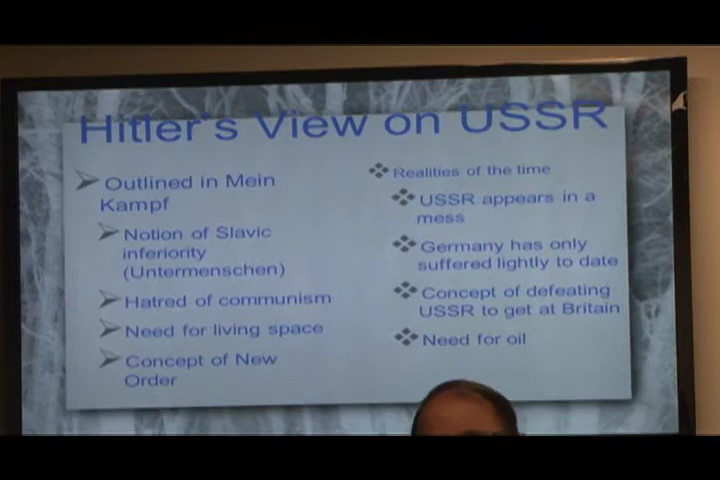 Hitler's View on USSR
Outlined in Mein
Kampf
Notion of Slavic
inferiority
(Untermenschen)
Hatred of communism
Need for living space
Concept of New
Order
Realities of the time
USSR appears in a
mess
Germany has only
suffered lightly to date
Concept of defeating
USSR to get at Britain
Need for oil